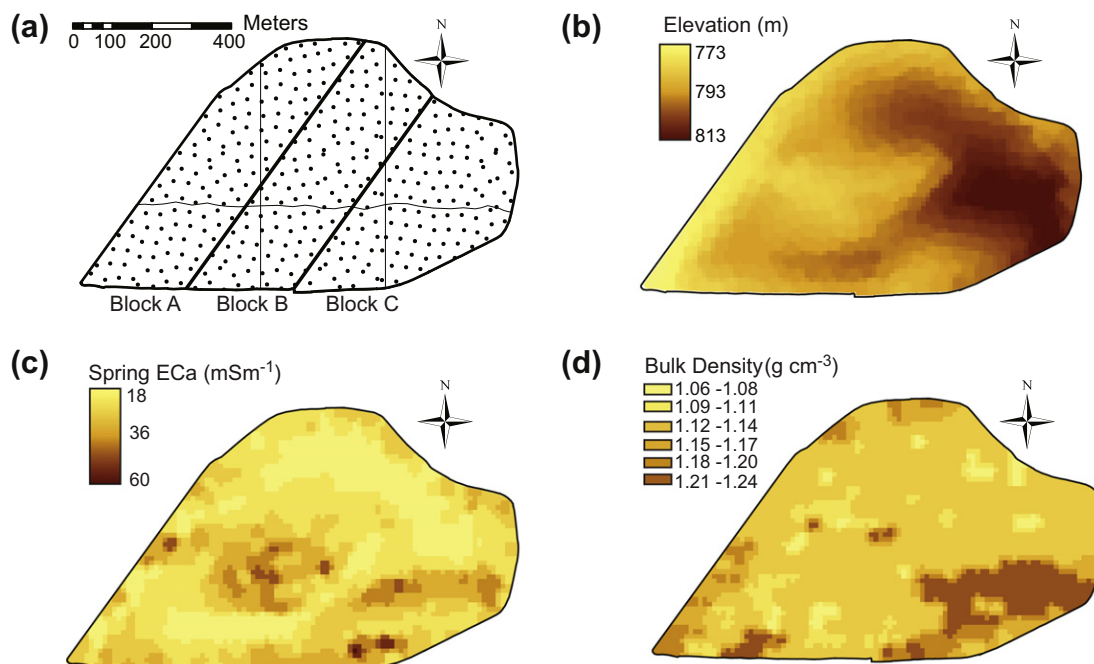 (a)
Meters
0 100 200 400
N
Block A Block B Block C
(b)
Elevation (m)
773
793
813
N
(c)
Spring ECa (mSm⁻¹)
18
36
60
N
(d)
Bulk Density (g cm⁻³)
1.06 -1.08
1.09 -1.11
1.12 -1.14
1.15 -1.17
1.18 -1.20
1.21 -1.24
N